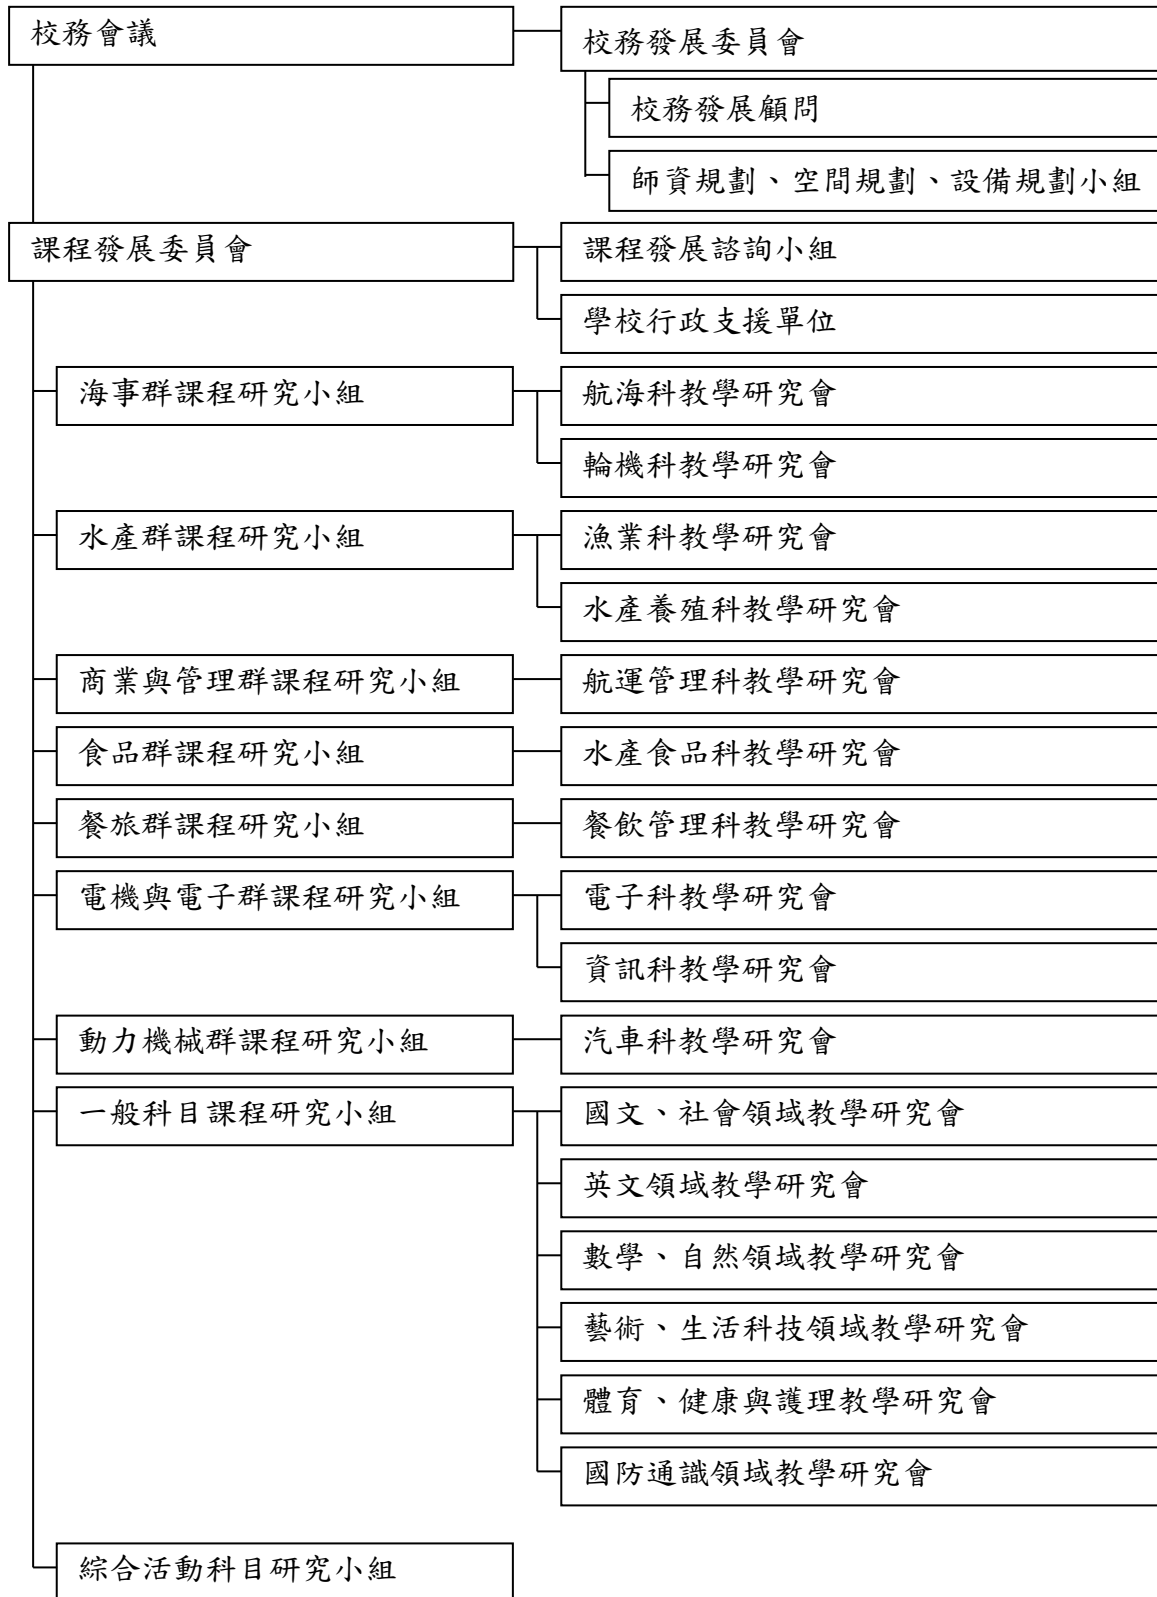 校務會議
校務發展委員會
校務發展顧問
師資規劃、空間規劃、設備規劃小組
課程發展委員會
課程發展諮詢小組
學校行政支援單位
海事群課程研究小組
航海科教學研究會
輪機科教學研究會
水產群課程研究小組
漁業科教學研究會
水產養殖科教學研究會
商業與管理群課程研究小組
航運管理科教學研究會
食品群課程研究小組
水產食品科教學研究會
餐旅群課程研究小組
餐飲管理科教學研究會
電機與電子群課程研究小組
電子科教學研究會
資訊科教學研究會
動力機械群課程研究小組
汽車科教學研究會
一般科目課程研究小組
國文、社會領域教學研究會
英文領域教學研究會
數學、自然領域教學研究會
藝術、生活科技領域教學研究會
體育、健康與護理教學研究會
國防通識領域教學研究會
綜合活動科目研究小組